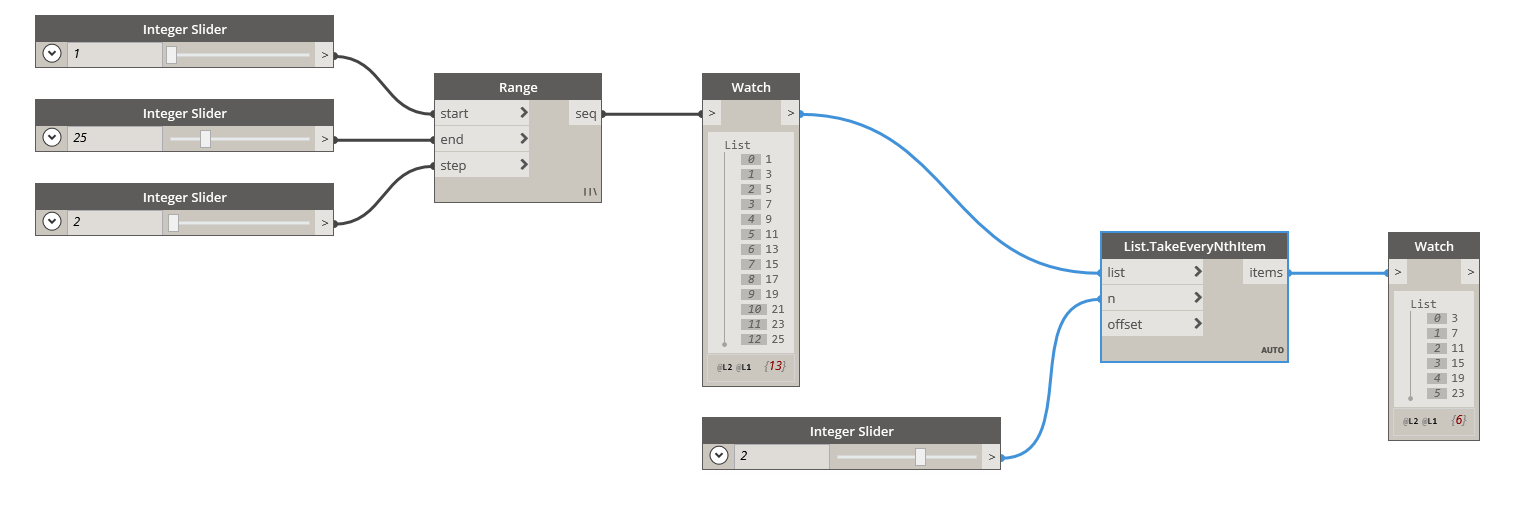 Integer Slider
1 >
Integer Slider
25 >
Integer Slider
2 >
Range
start > seq
end >
step >
Watch
> >
List
0 1
1 3
2 5
3 7
4 9
5 11
6 13
7 15
8 17
9 19
10 21
11 23
12 25
@L2 @L1 {13}
Integer Slider
2 >
List.TakeEveryNthItem
list > items
n >
offset >
AUTO
Watch
> >
List
0 3
1 7
2 11
3 15
4 19
5 23
@L2 @L1 {6}